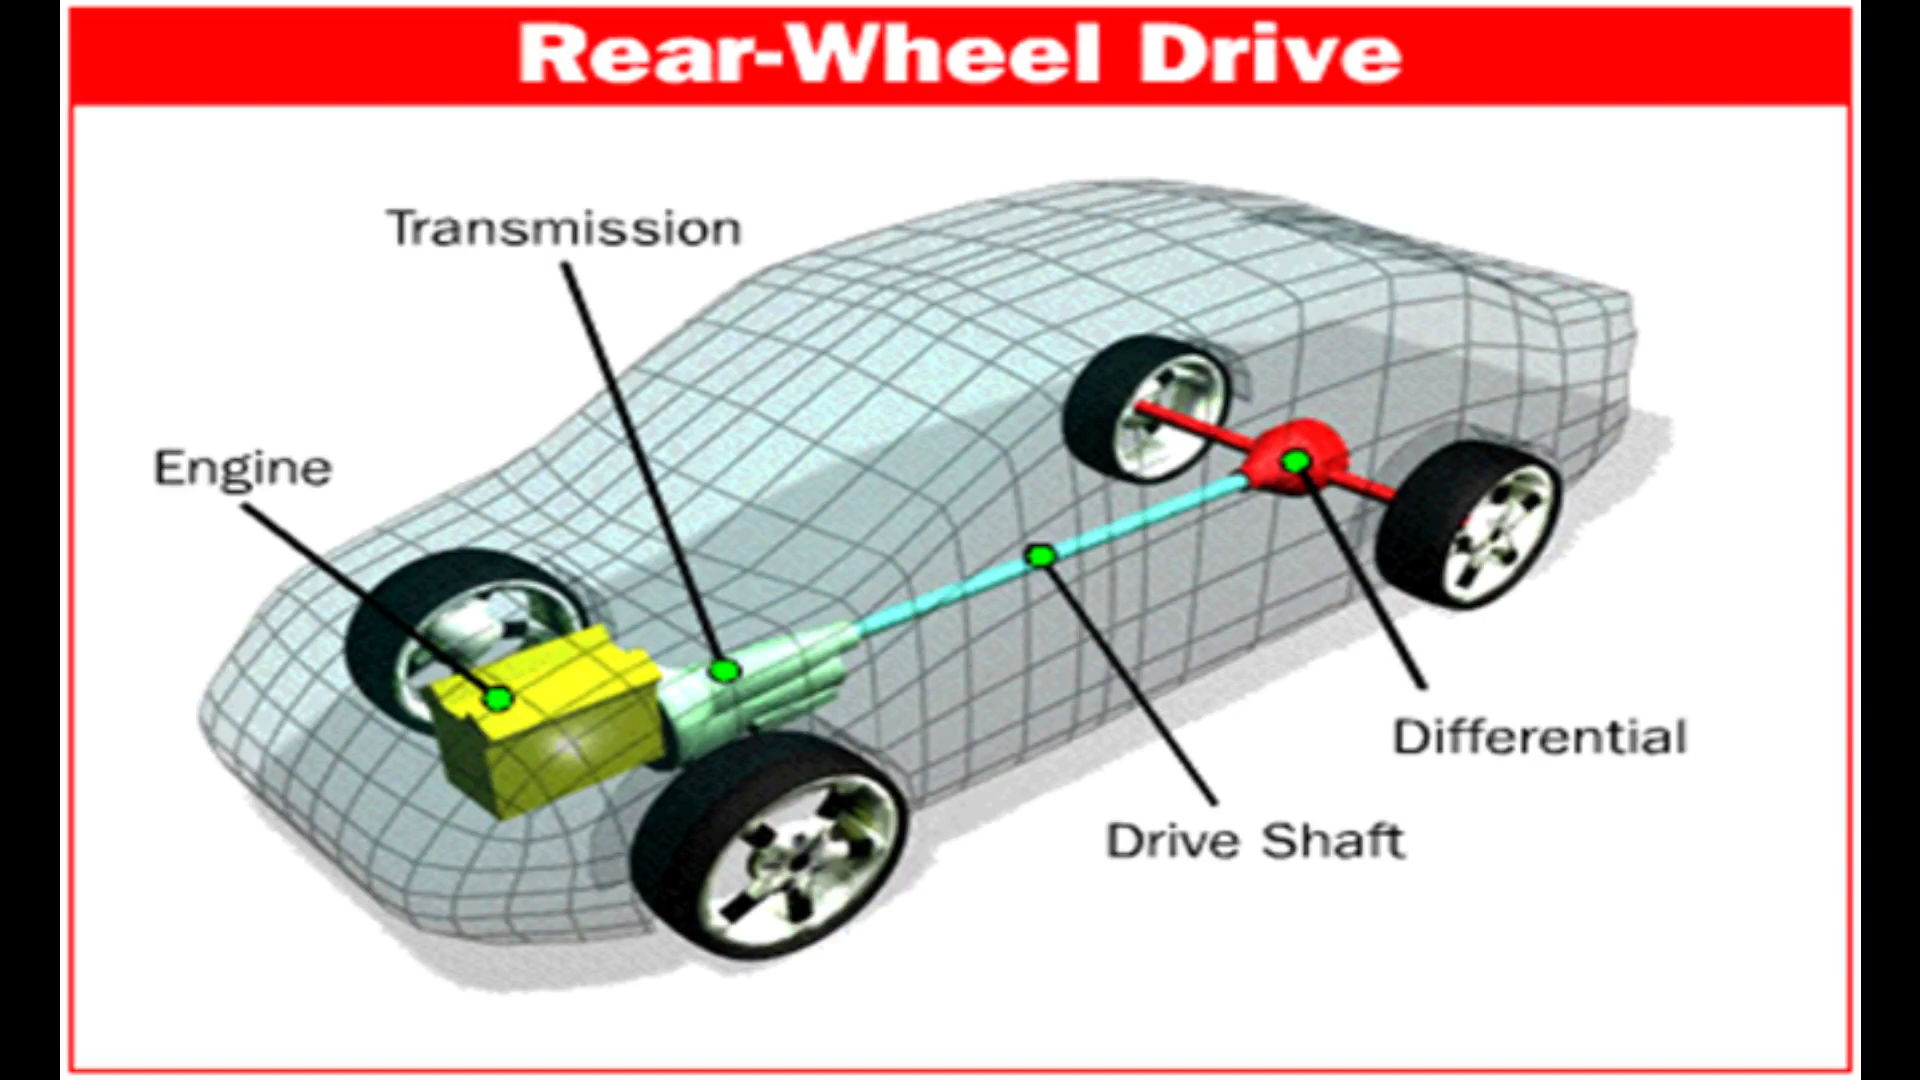 Rear-Wheel Drive
Transmission
Engine
Differential
Drive Shaft